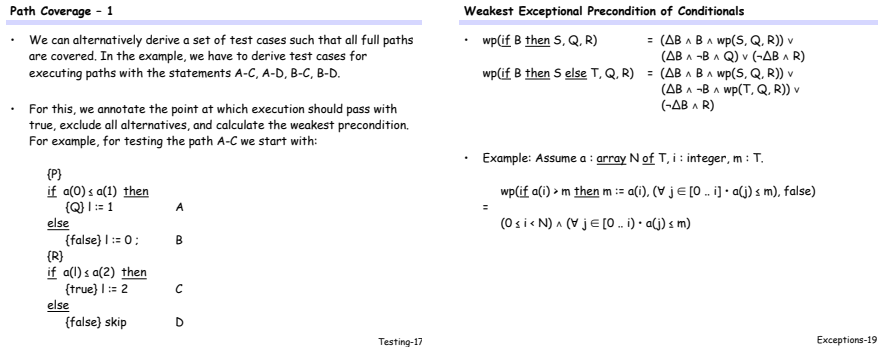 Path Coverage – 1
• We can alternatively derive a set of test cases such that all full paths
are covered. In the example, we have to derive test cases for
executing paths with the statements A-C, A-D, B-C, B-D.
• For this, we annotate the point at which execution should pass with
true, exclude all alternatives, and calculate the weakest precondition.
For example, for testing the path A-C we start with:
{P}
if a(0) ≤ a(1) then
{Q} l := 1 A
else
{false} l := 0 ; B
{R}
if a(l) ≤ a(2) then
{true} l := 2 C
else
{false} skip D
Testing-17
Weakest Exceptional Precondition of Conditionals
• wp(if B then S, Q, R) = (ΔB ∧ B ∧ wp(S, Q, R)) ∨
(ΔB ∧ ¬B ∧ Q) ∨ (¬ΔB ∧ R)
wp(if B then S else T, Q, R) = (ΔB ∧ B ∧ wp(S, Q, R)) ∨
(ΔB ∧ ¬B ∧ wp(T, Q, R)) ∨
(¬ΔB ∧ R)
• Example: Assume a : array N of T, i : integer, m : T.
wp(if a(i) > m then m := a(i), (∀ j ∈ [0 .. i] • a(j) ≤ m), false)
=
(0 ≤ i < N) ∧ (∀ j ∈ [0 .. i) • a(j) ≤ m)
Exceptions-19